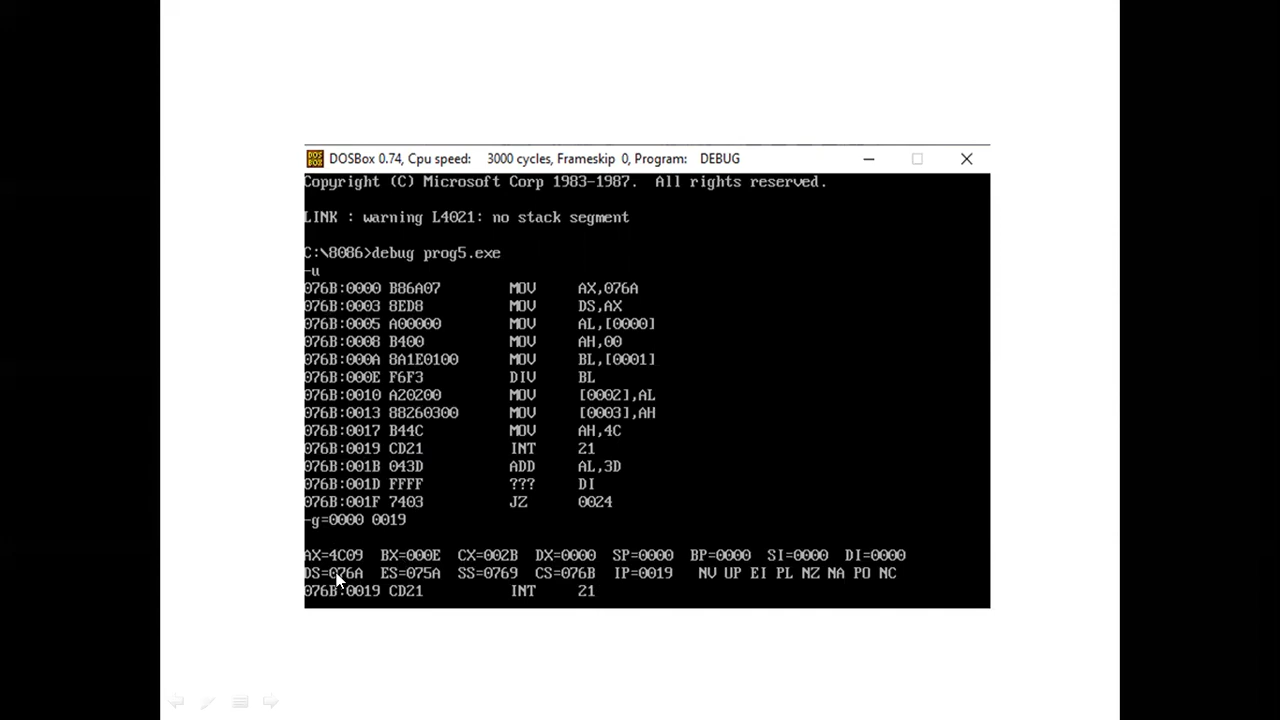 DOSBox 0.74, Cpu speed: 3000 cycles, Frameskip 0, Program: DEBUG
Copyright (C) Microsoft Corp 1983-1987. All rights reserved.
LINK : warning L4021: no stack segment
C:\8086>debug prog5.exe
-u
076B:0000 B86A07 MOV AX,076A
076B:0003 8ED8 MOV DS,AX
076B:0005 A00000 MOV AL,[0000]
076B:0008 B400 MOV AH,00
076B:000A 8A1E0100 MOV BL,[0001]
076B:000E F6F3 DIV BL
076B:0010 A20200 MOV [0002],AL
076B:0013 88260300 MOV [0003],AH
076B:0017 B44C MOV AH,4C
076B:0019 CD21 INT 21
076B:001B 043D ADD AL,3D
076B:001D FFFF ??? DI
076B:001F 7403 JZ 0024
-g=0000 0019
AX=4C09 BX=000E CX=002B DX=0000 SP=0000 BP=0000 SI=0000 DI=0000
DS=076A ES=075A SS=0769 CS=076B IP=0019 NV UP EI PL NZ NA PO NC
076B:0019 CD21 INT 21